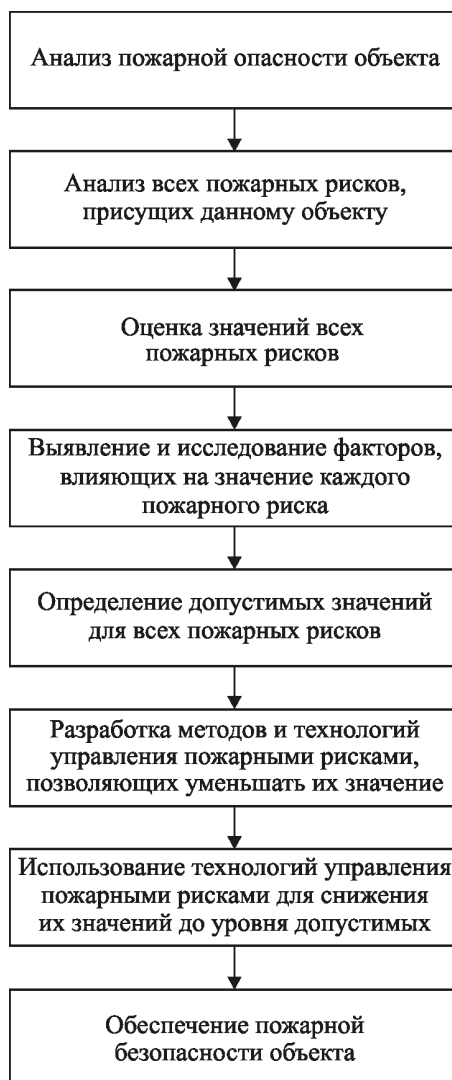 Анализ пожарной опасности объекта
Анализ всех пожарных рисков,
присущих данному объекту
Оценка значений всех
пожарных рисков
Выявление и исследование факторов,
влияющих на значение каждого
пожарного риска
Определение допустимых значений
для всех пожарных рисков
Разработка методов и технологий
управления пожарными рисками,
позволяющих уменьшать их значение
Использование технологий управления
пожарными рисками для снижения
их значений до уровня допустимых
Обеспечение пожарной
безопасности объекта